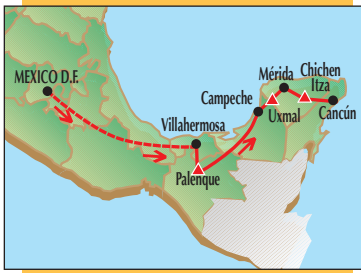 MEXICO D.F.
Villahermosa
Palenque
Campeche
Mérida
Uxmal
Chichen
Itza
Cancún